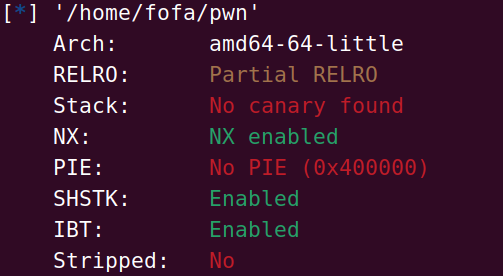 [*] '/home/fofa/pwn'
Arch: amd64-64-little
RELRO: Partial RELRO
Stack: No canary found
NX: NX enabled
PIE: No PIE (0x400000)
SHSTK: Enabled
IBT: Enabled
Stripped: No